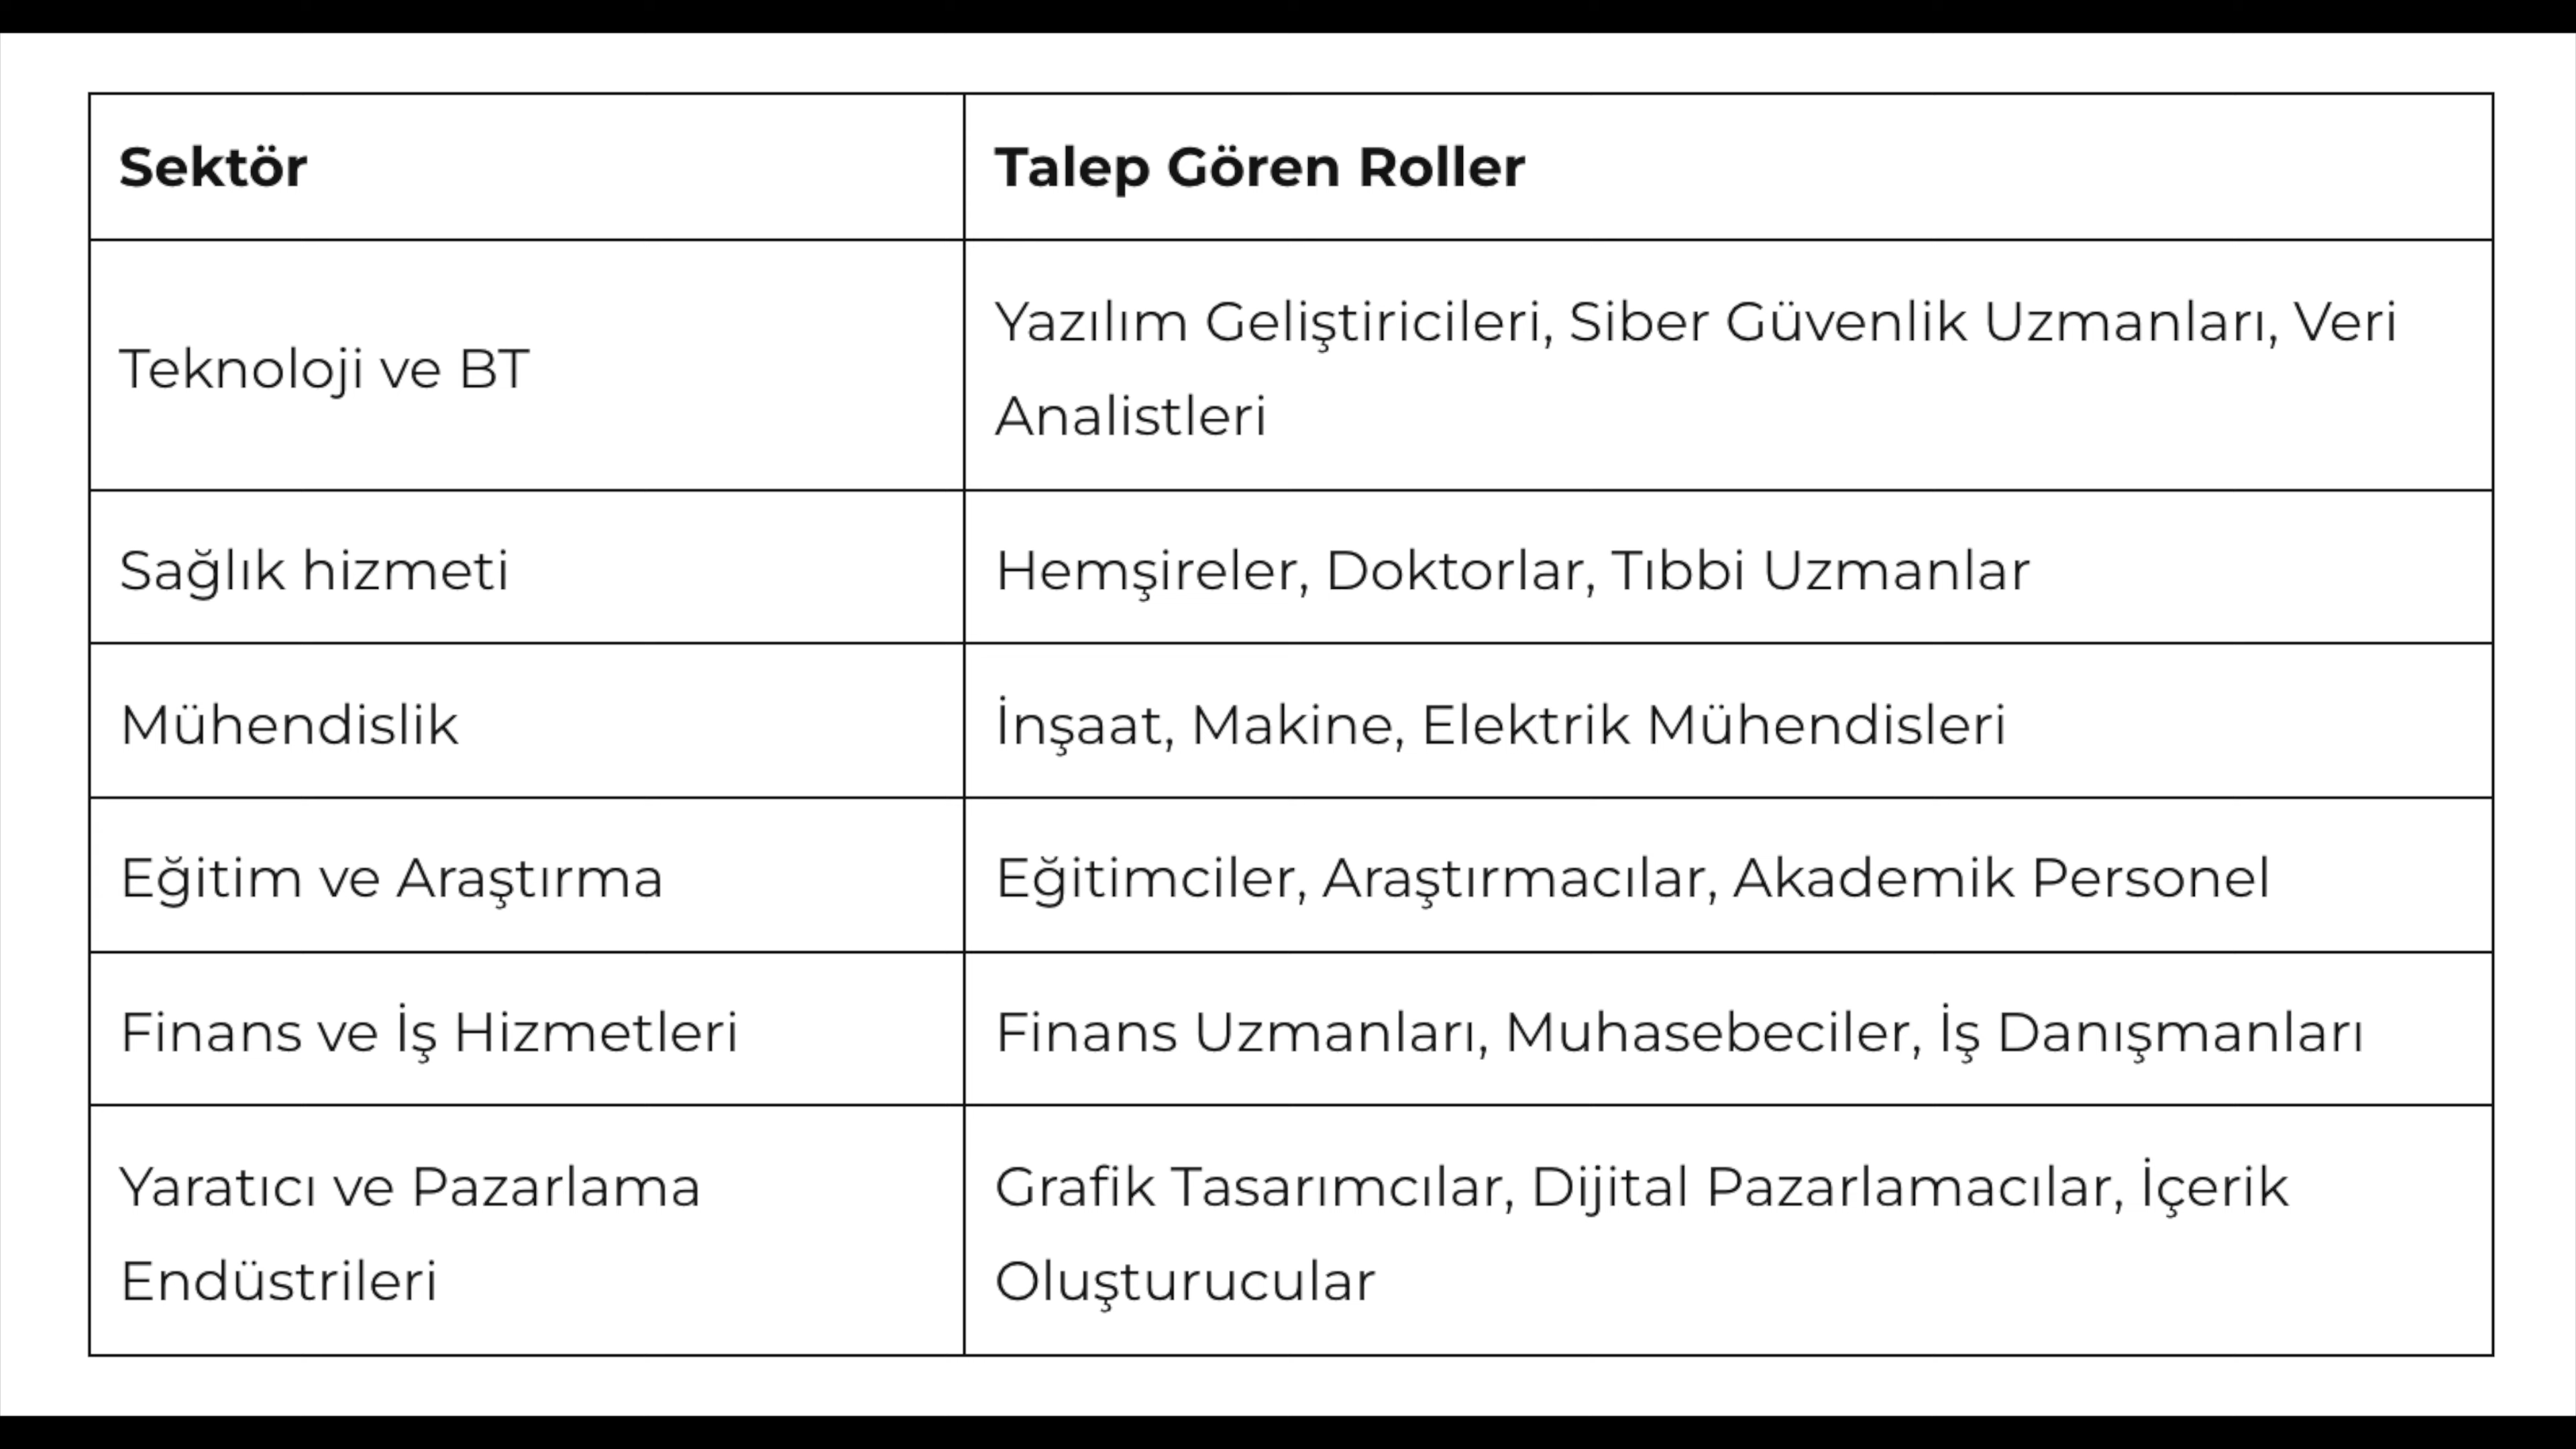 Sektör
Talep Gören Roller
Teknoloji ve BT
Yazılım Geliştiricileri, Siber Güvenlik Uzmanları, Veri
Analistleri
Sağlık hizmeti
Hemşireler, Doktorlar, Tıbbi Uzmanlar
Mühendislik
İnşaat, Makine, Elektrik Mühendisleri
Eğitim ve Araştırma
Eğitimciler, Araştırmacılar, Akademik Personel
Finans ve İş Hizmetleri
Finans Uzmanları, Muhasebeciler, İş Danışmanları
Yaratıcı ve Pazarlama
Endüstrileri
Grafik Tasarımcılar, Dijital Pazarlamacılar, İçerik
Oluşturucular